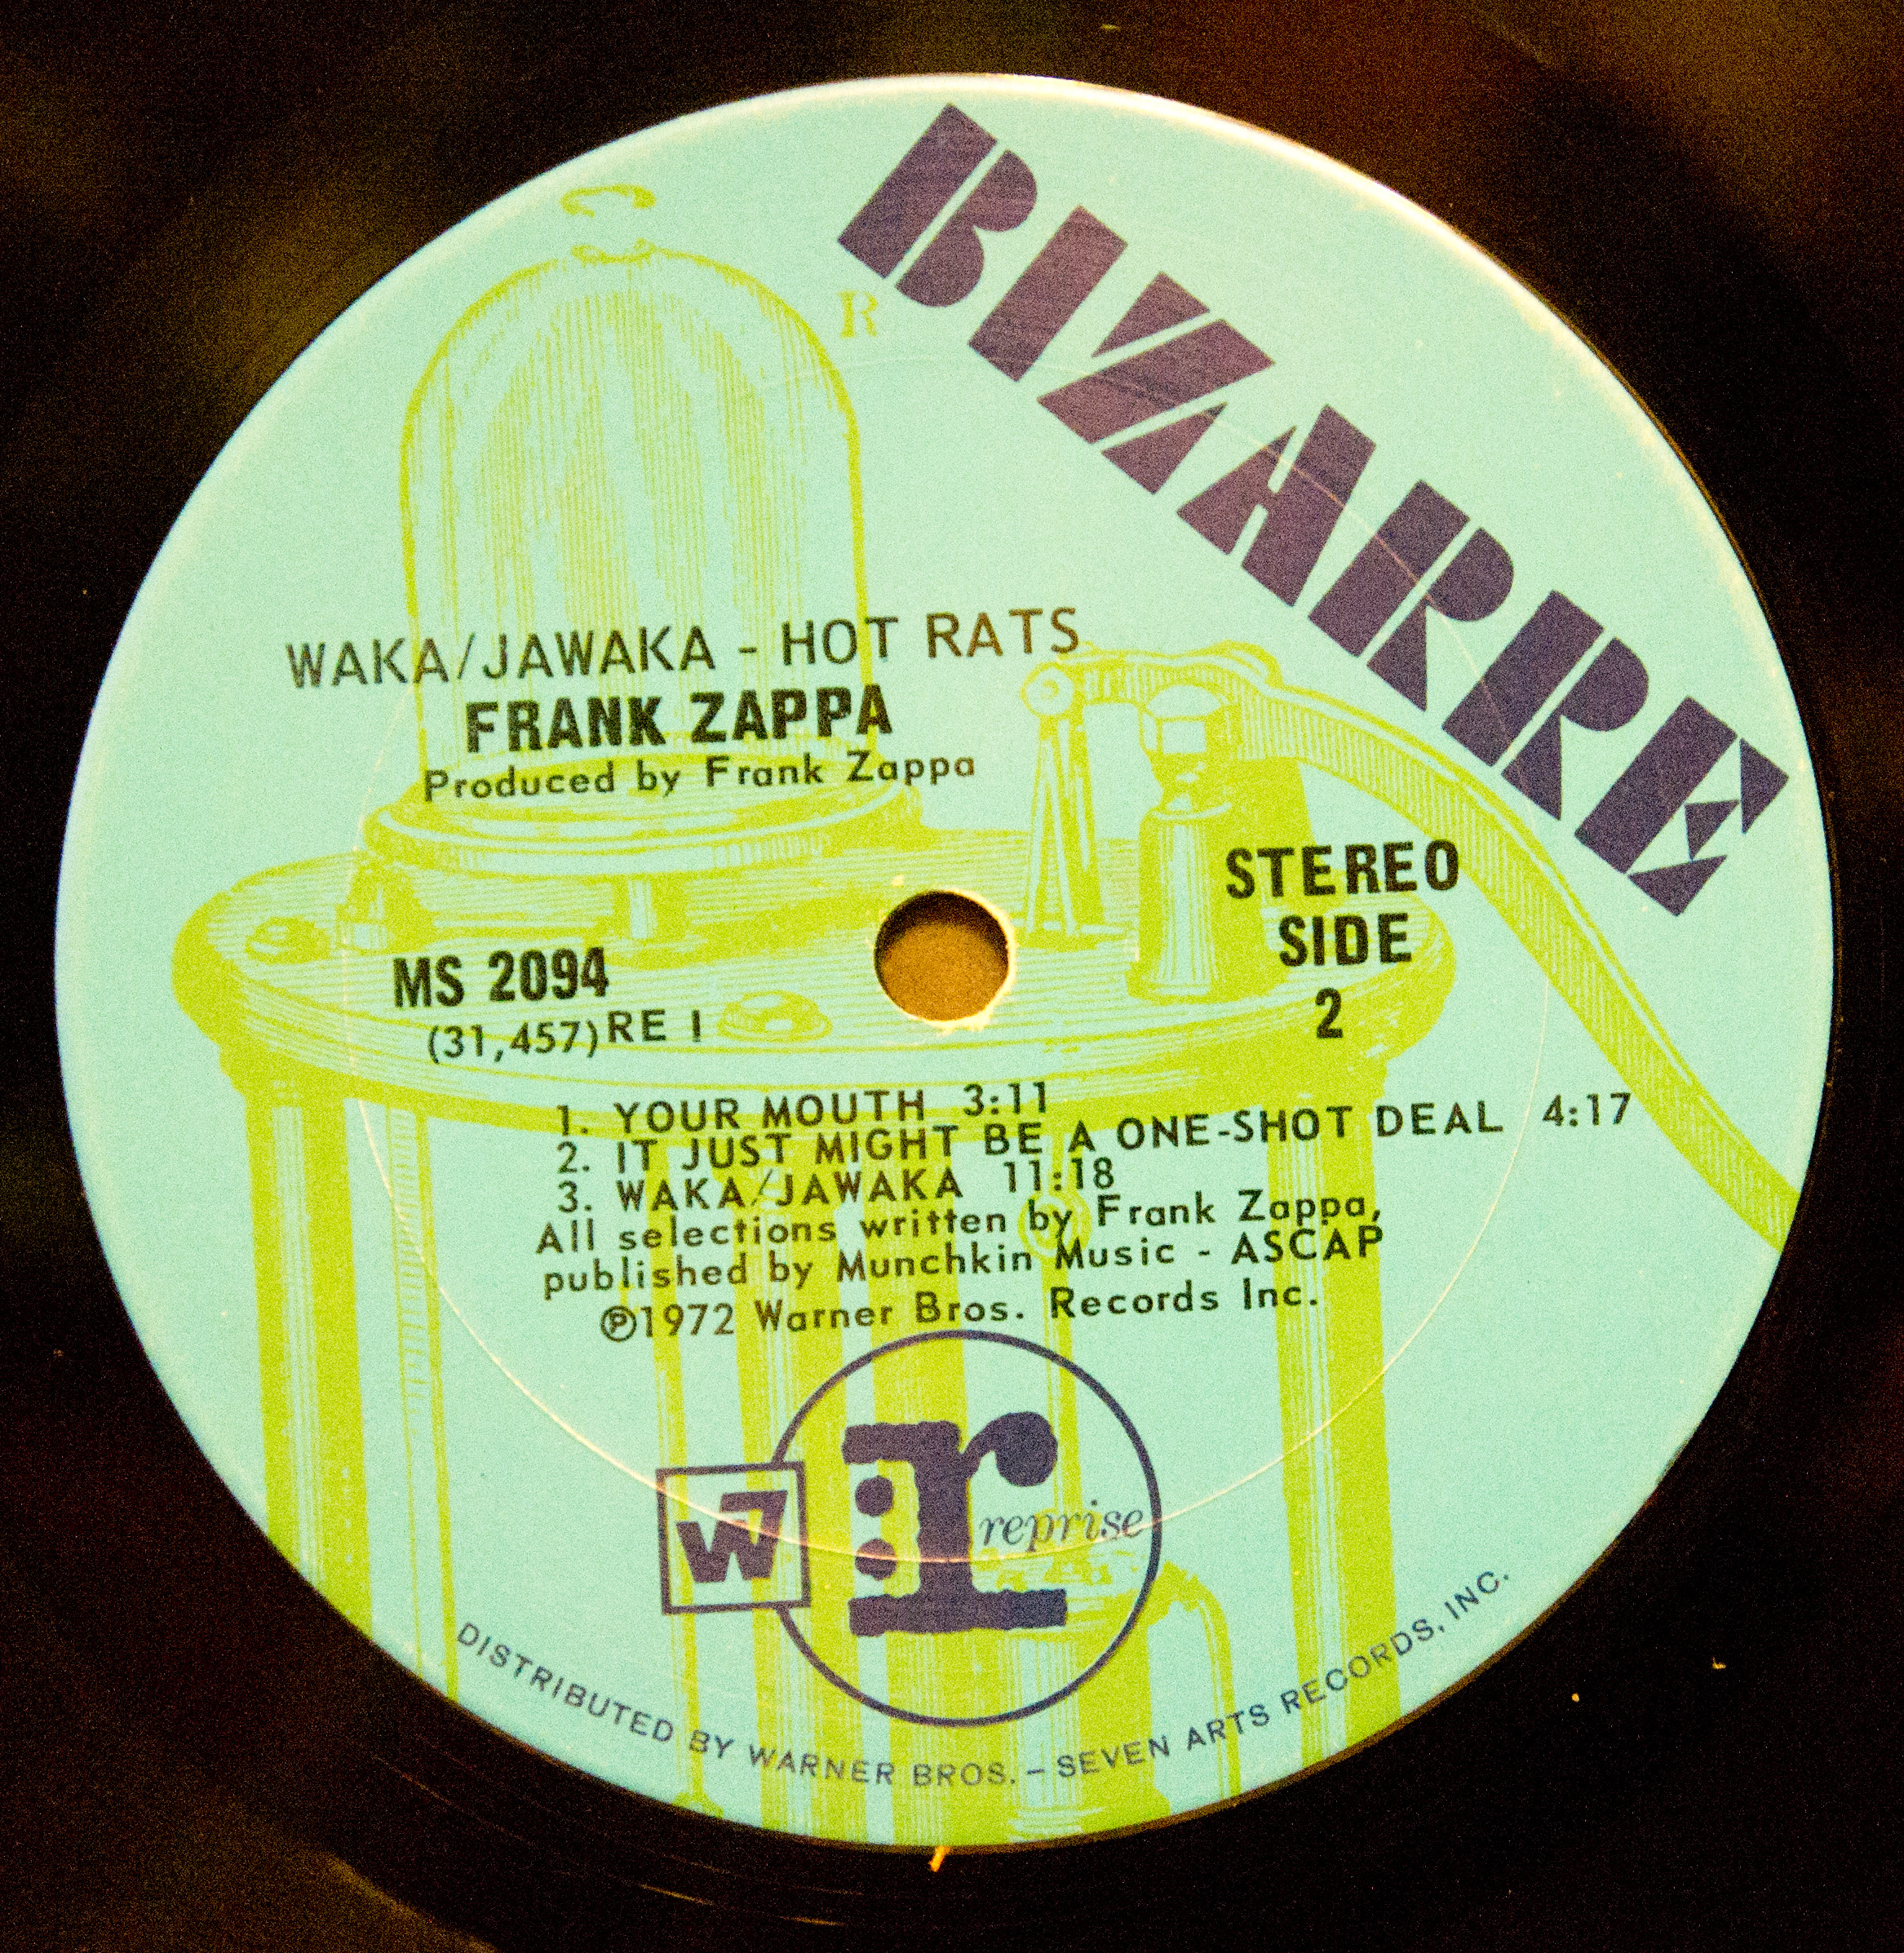 BIZARRE
R
WAKA/JAWAKA - HOT RATS
FRANK ZAPPA
Produced by Frank Zappa
STEREO
SIDE
2
MS 2094
(31,457) RE 1
1. YOUR MOUTH 3:11
2. IT JUST MIGHT BE A ONE-SHOT DEAL 4:17
3. WAKA/JAWAKA 11:18
All selections written by Frank Zappa,
published by Munchkin Music - ASCAP
℗1972 Warner Bros. Records Inc.
W7
r:
reprise
DISTRIBUTED BY WARNER BROS. – SEVEN ARTS RECORDS, INC.